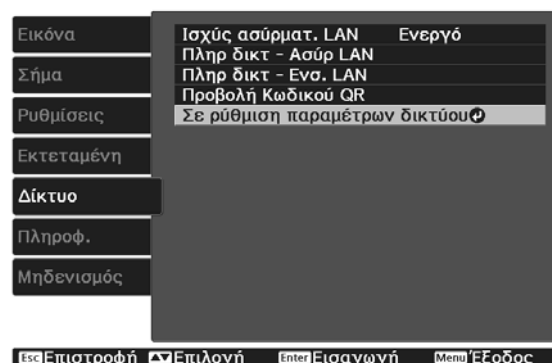 Εικόνα
Σήμα
Ρυθμίσεις
Εκτεταμένη
Δίκτυο
Πληροφ.
Μηδενισμός
Ισχύς ασύρματ. LAN Ενεργό
Πληρ δικτ - Ασύρ LAN
Πληρ δικτ - Ενσ. LAN
Προβολή Κωδικού QR
Σε ρύθμιση παραμέτρων δικτύου
Esc Επιστροφή Επιλογή Enter Εισαγωγή Menu Έξοδος